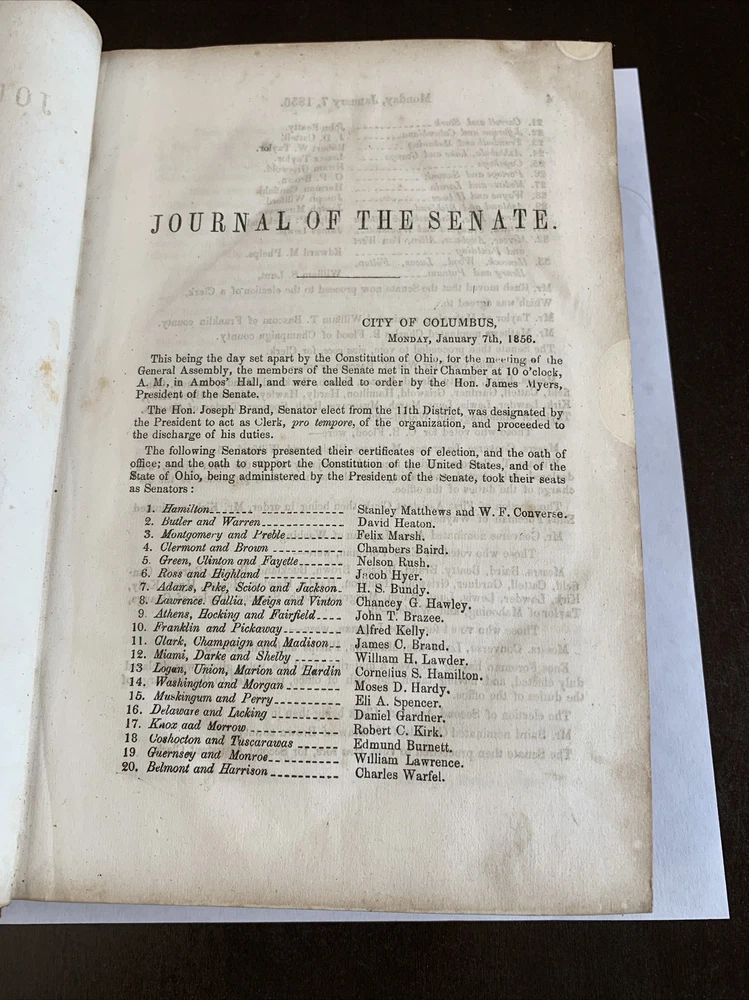 JOURNAL OF THE SENATE.
CITY OF COLUMBUS,
MONDAY, January 7th, 1856.
This being the day set apart by the Constitution of Ohio, for the meeting of the
General Assembly, the members of the Senate met in their Chamber at 10 o'clock,
A. M., in Ambos' Hall, and were called to order by the Hon. James Myers,
President of the Senate.
The Hon. Joseph Brand, Senator elect from the 11th District, was designated by
the President to act as Clerk, pro tempore, of the organization, and proceeded to
the discharge of his duties.
The following Senators presented their certificates of election, and the oath of
office; and the oath to support the Constitution of the United States, and of the
State of Ohio, being administered by the President of the Senate, took their seats
as Senators:
1. Hamilton Stanley Matthews and W. F. Converse.
2. Butler and Warren David Heaton.
3. Montgomery and Preble Felix Marsh.
4. Clermont and Brown Chambers Baird.
5. Green, Clinton and Fayette Nelson Rush.
6. Ross and Highland Jacob Hyer.
7. Adams, Pike, Scioto and Jackson H. S. Bundy.
8. Lawrence. Gallia, Meigs and Vinton Chancey G. Hawley.
9. Athens, Hocking and Fairfield John T. Brazee.
10. Franklin and Pickaway Alfred Kelly.
11. Clark, Champaign and Madison James C. Brand.
12. Miami, Darke and Shelby William H. Lawder.
13 Logan, Union, Marion and Hardin Cornelius S. Hamilton.
14. Washington and Morgan Moses D. Hardy.
15. Muskingum and Perry Eli A. Spencer.
16. Delaware and Licking Daniel Gardner.
17. Knox aad Morrow Robert C. Kirk.
18 Coshocton and Tuscarawas Edmund Burnett.
19 Guernsey and Monroe William Lawrence.
20. Belmont and Harrison Charles Warfel.